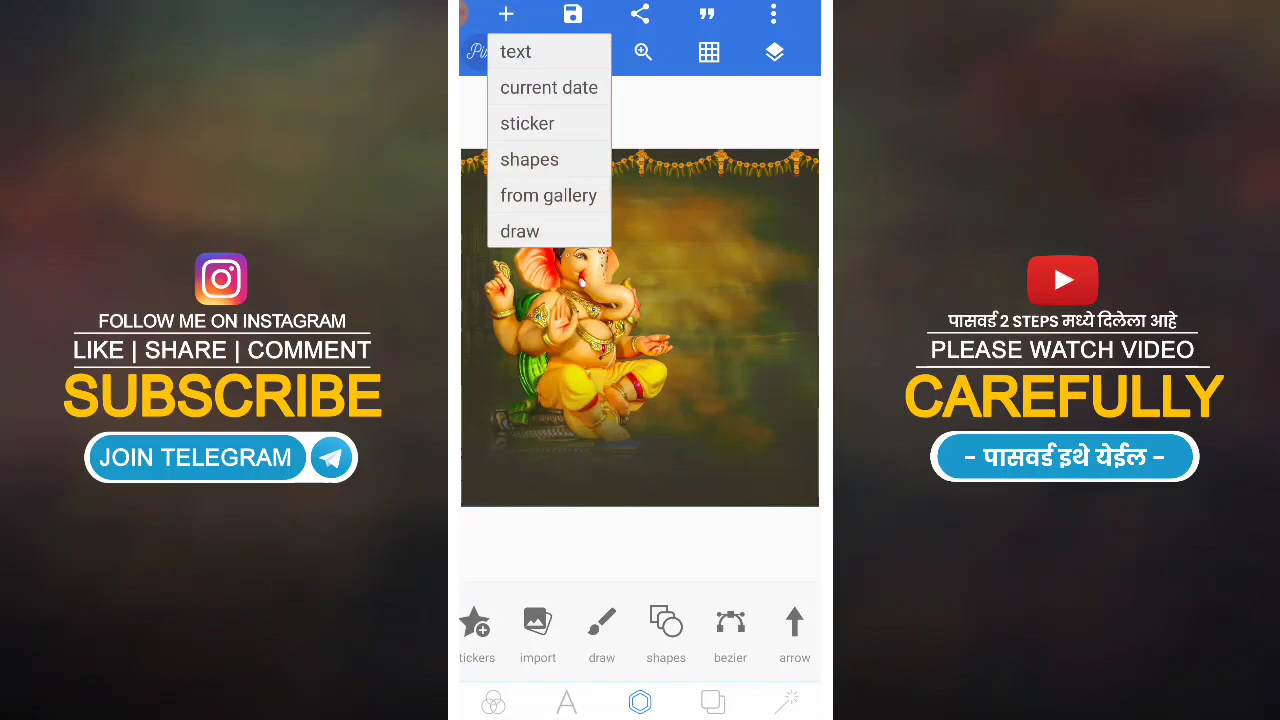 FOLLOW ME ON INSTAGRAM
LIKE | SHARE | COMMENT
SUBSCRIBE
JOIN TELEGRAM
text
current date
sticker
shapes
from gallery
draw
tickers
import
draw
shapes
bezier
arrow
पासवर्ड 2 STEPS मध्ये दिलेला आहे
PLEASE WATCH VIDEO
CAREFULLY
- पासवर्ड इथे येईल -